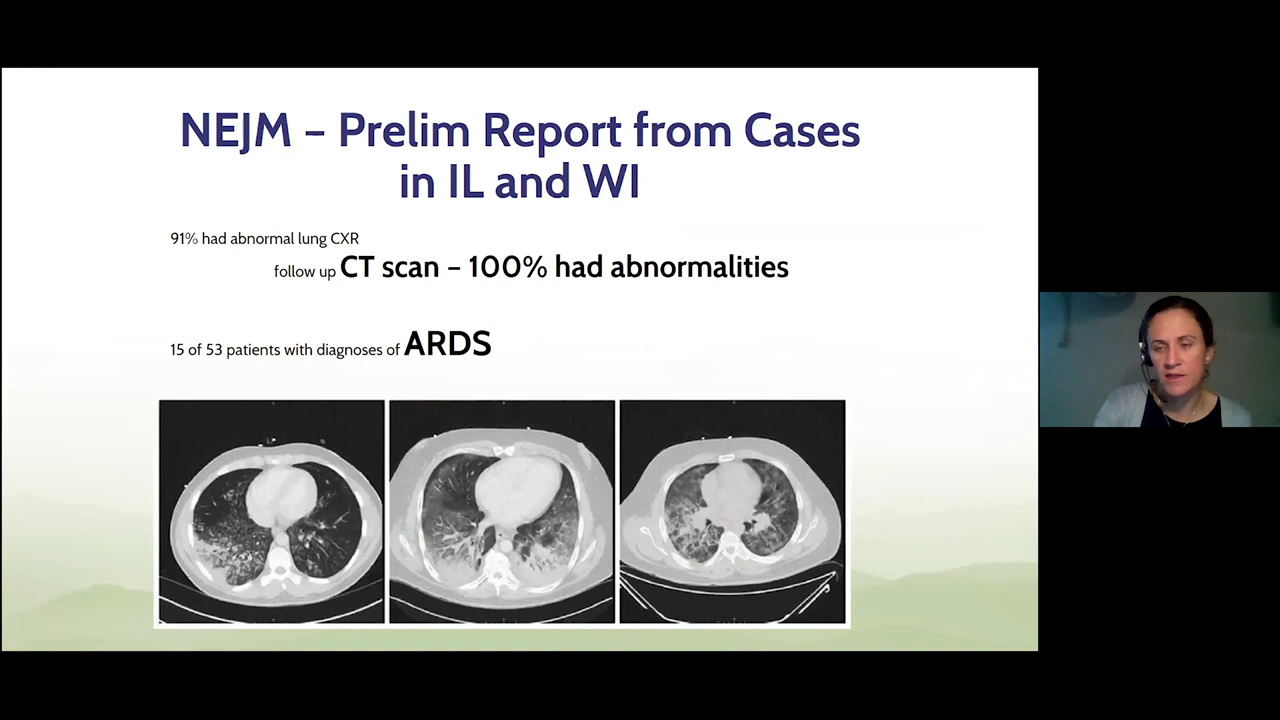 NEJM – Prelim Report from Cases
in IL and WI
91% had abnormal lung CXR
follow up CT scan – 100% had abnormalities
15 of 53 patients with diagnoses of ARDS